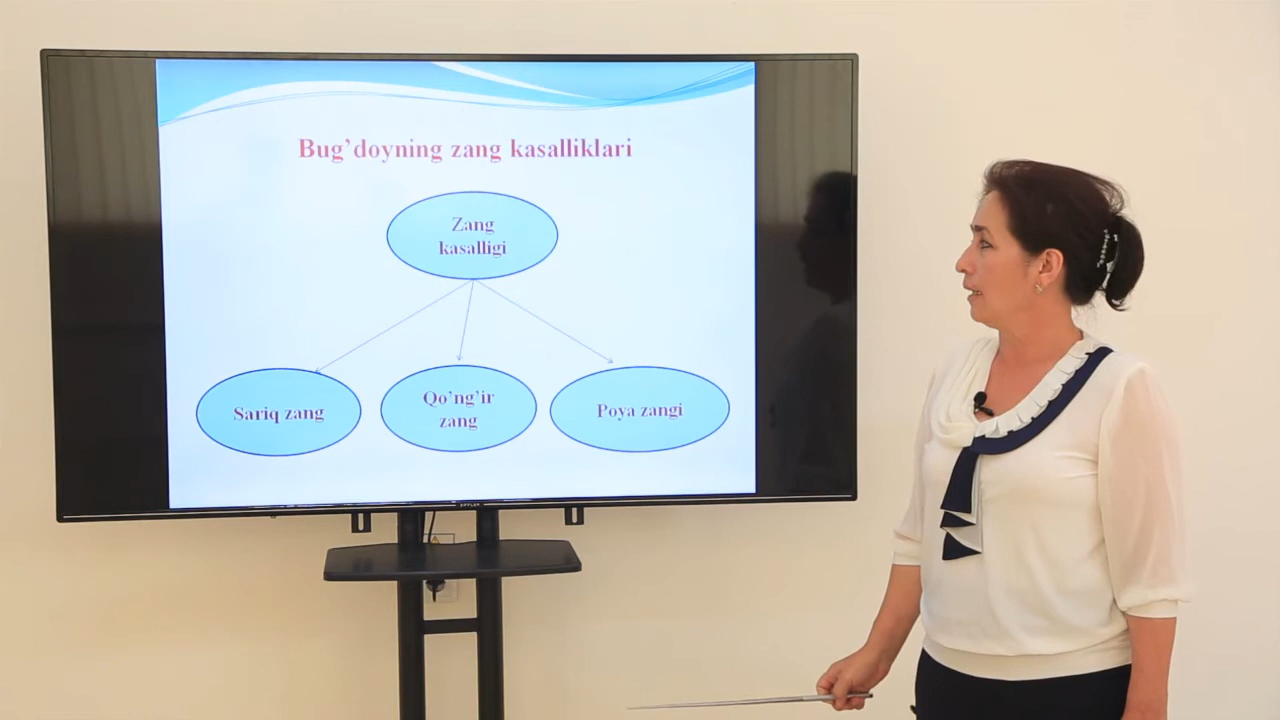 Bug’doyning zang kasalliklari
Zang
kasalligi
Sariq zang
Qo’ng’ir
zang
Poya zangi